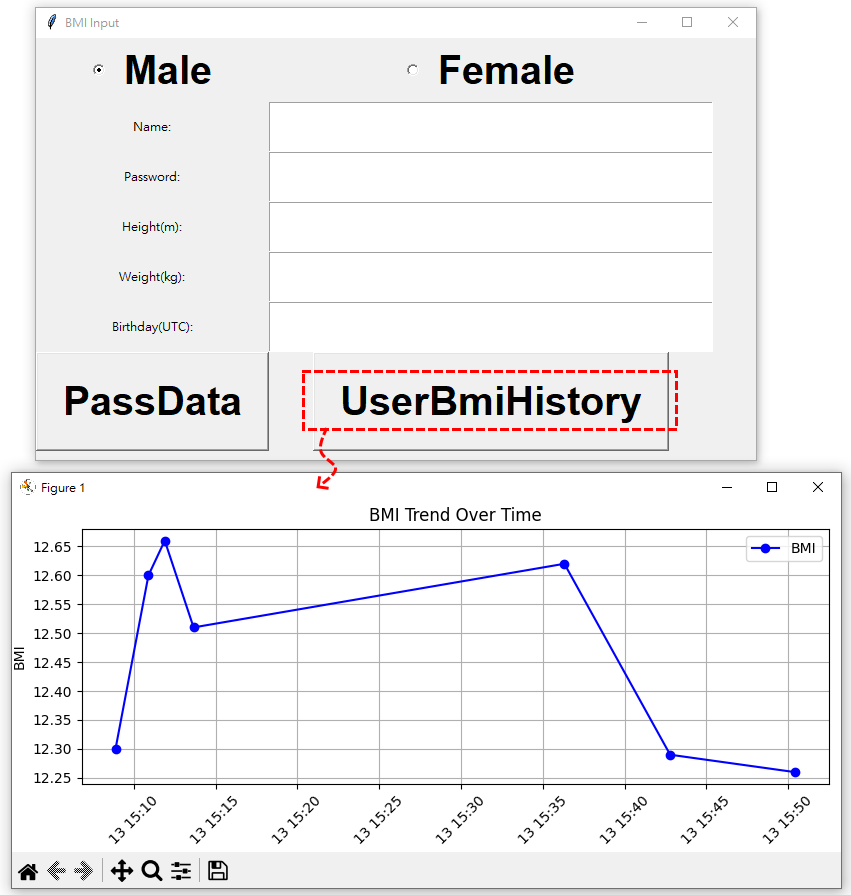 BMI Input
Male Female
Name:
Password:
Height(m):
Weight(kg):
Birthday(UTC):
PassData UserBmiHistory
Figure 1
BMI Trend Over Time
BMI
12.65
12.60
12.55
12.50
12.45
12.40
12.35
12.30
12.25
BMI
13 15:10 13 15:15 13 15:20 13 15:25 13 15:30 13 15:35 13 15:40 13 15:45 13 15:50